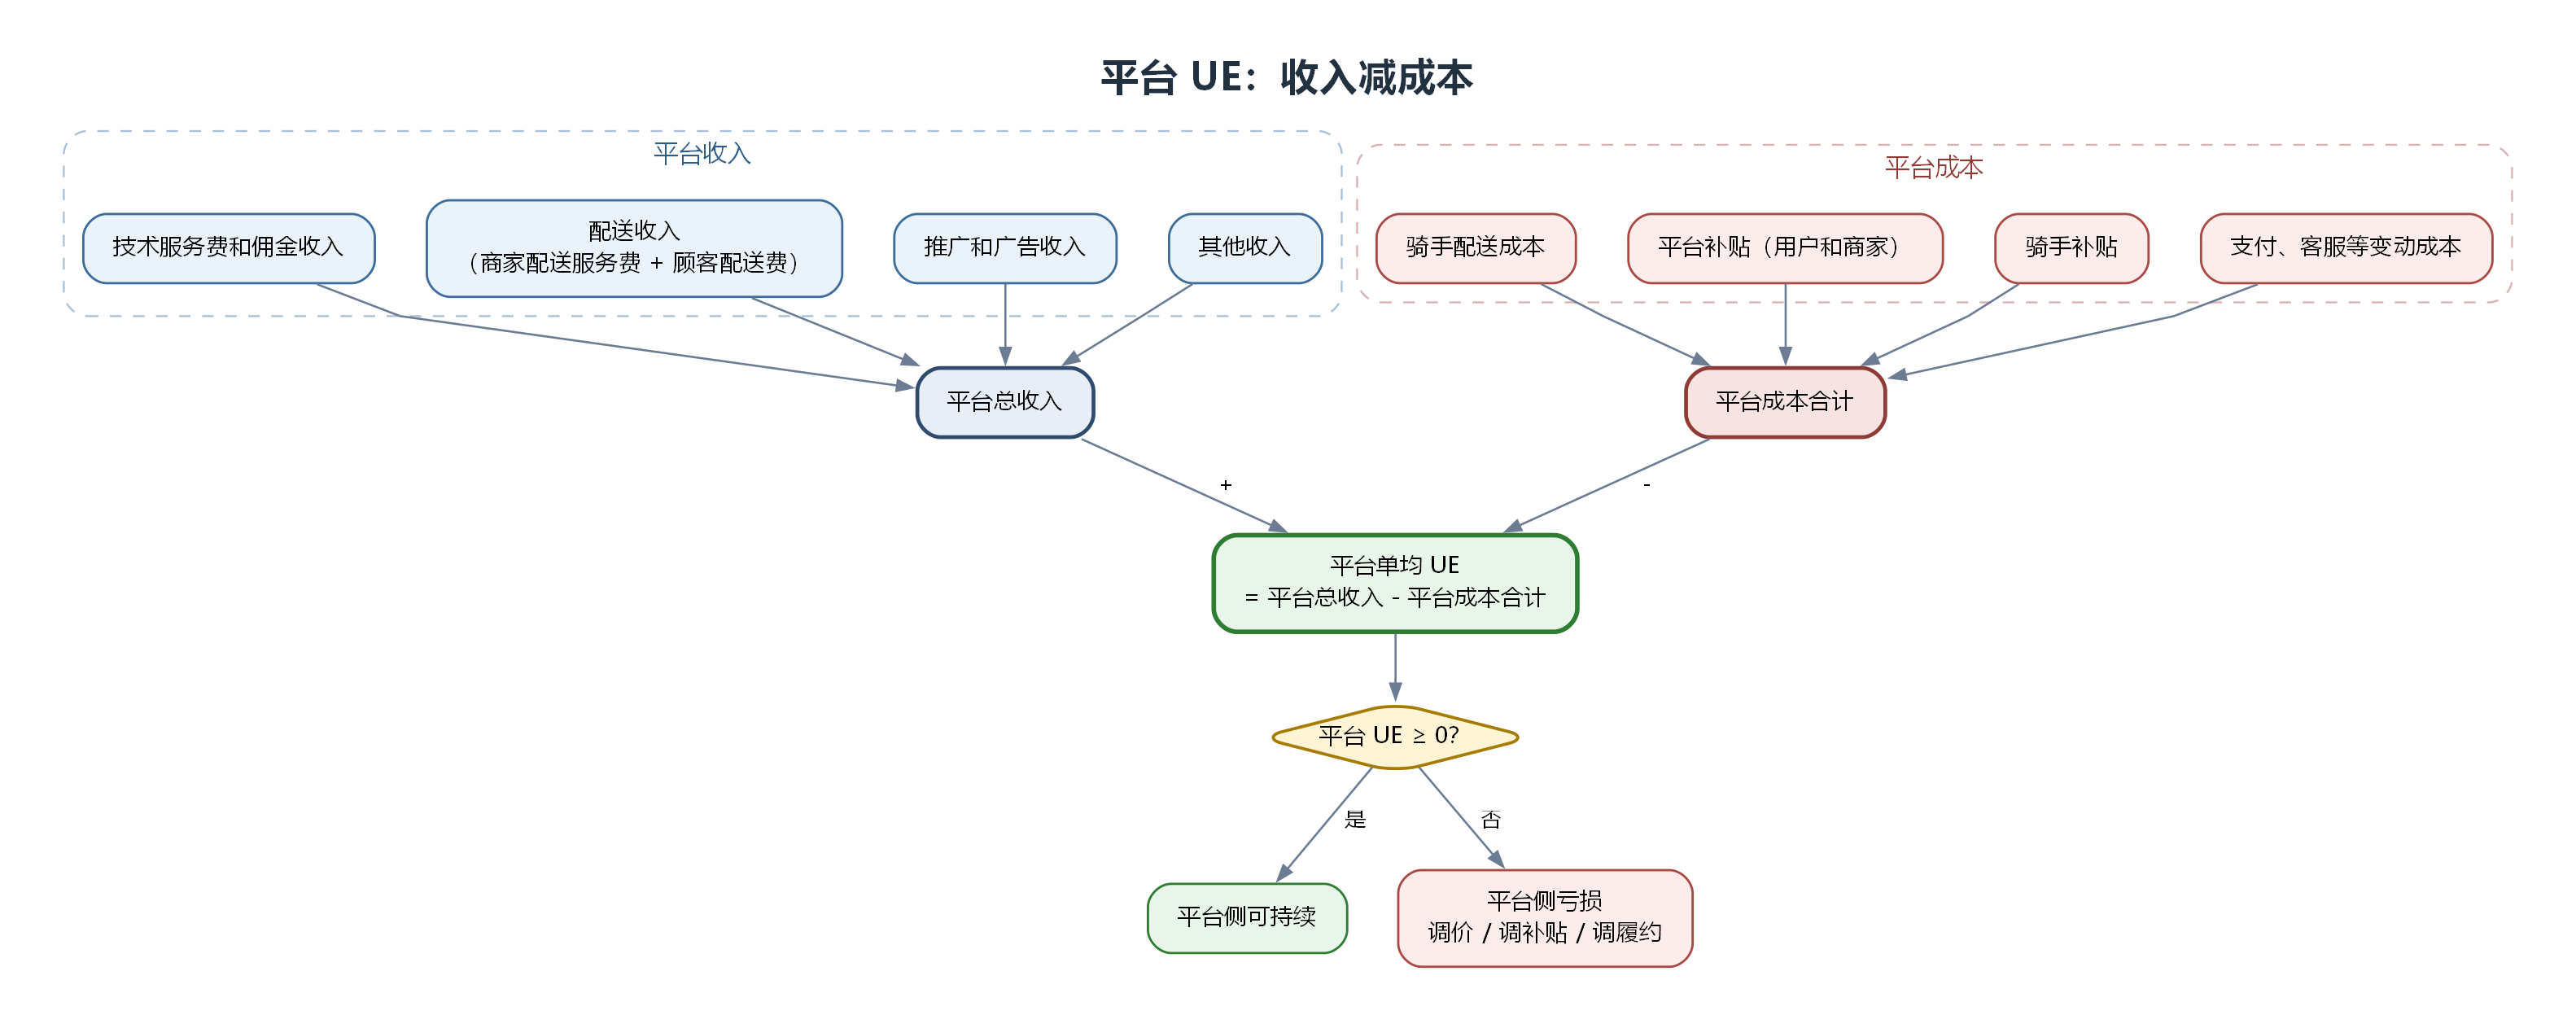 平台 UE：收入减成本
平台收入
平台成本
技术服务费和佣金收入
配送收入
（商家配送服务费 + 顾客配送费）
推广和广告收入
其他收入
骑手配送成本
平台补贴（用户和商家）
骑手补贴
支付、客服等变动成本
平台总收入
平台成本合计
+
-
平台单均 UE
= 平台总收入 - 平台成本合计
平台 UE ≥ 0？
是
否
平台侧可持续
平台侧亏损
调价 / 调补贴 / 调履约